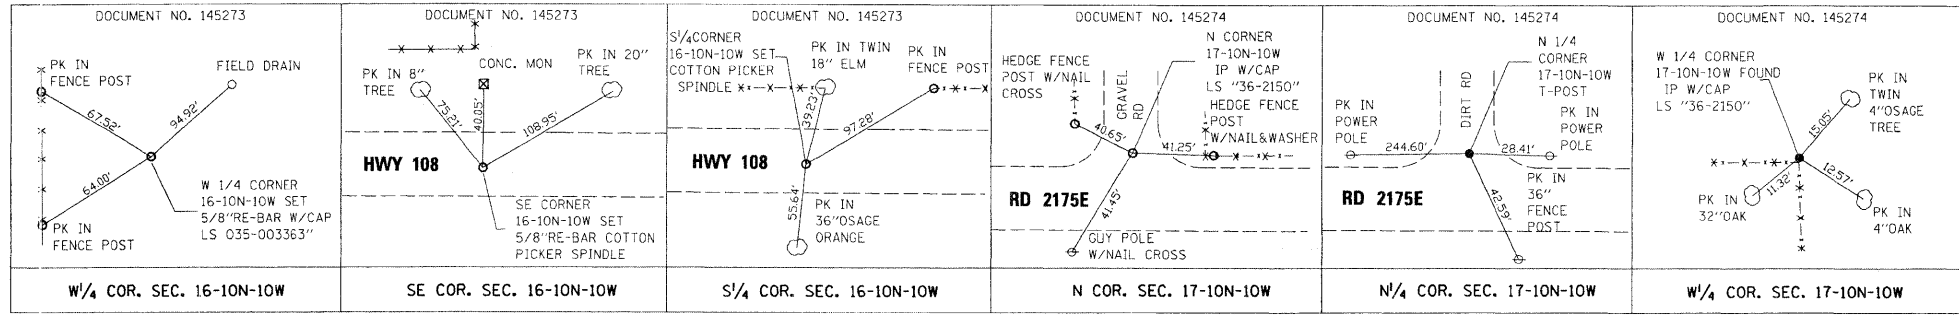 DOCUMENT NO. 145273
PK IN
FENCE POST
FIELD DRAIN
67.52'
94.92'
64.00'
W 1/4 CORNER
16-10N-10W SET
5/8"RE-BAR W/CAP
LS 035-003363"
PK IN
FENCE POST
W1/4 COR. SEC. 16-10N-10W
DOCUMENT NO. 145273
PK IN 8"
TREE
CONC. MON
PK IN 20"
TREE
75.21'
40.05'
108.95'
HWY 108
SE CORNER
16-10N-10W SET
5/8"RE-BAR COTTON
PICKER SPINDLE
SE COR. SEC. 16-10N-10W
DOCUMENT NO. 145273
S1/4CORNER
16-10N-10W SET
COTTON PICKER
SPINDLE
PK IN TWIN
18" ELM
PK IN
FENCE POST
39.23'
97.28'
HWY 108
55.64'
PK IN
36"OSAGE
ORANGE
S1/4 COR. SEC. 16-10N-10W
DOCUMENT NO. 145274
HEDGE FENCE
POST W/NAIL
CROSS
GRAVEL
RD
N CORNER
17-10N-10W
IP W/CAP
LS "36-2150"
HEDGE FENCE
POST
W/NAIL&WASHER
40.65'
41.25'
RD 2175E
41.45'
GUY POLE
W/NAIL CROSS
N COR. SEC. 17-10N-10W
DOCUMENT NO. 145274
N 1/4
CORNER
17-10N-10W
T-POST
DIRT RD
PK IN
POWER
POLE
PK IN
POWER
POLE
244.60'
28.41'
RD 2175E
42.59'
PK IN
36"
FENCE
POST
N1/4 COR. SEC. 17-10N-10W
DOCUMENT NO. 145274
W 1/4 CORNER
17-10N-10W FOUND
IP W/CAP
LS "36-2150"
PK IN
TWIN
4"OSAGE
TREE
15.05'
11.32'
12.57'
PK IN
32"OAK
PK IN
4"OAK
W1/4 COR. SEC. 17-10N-10W